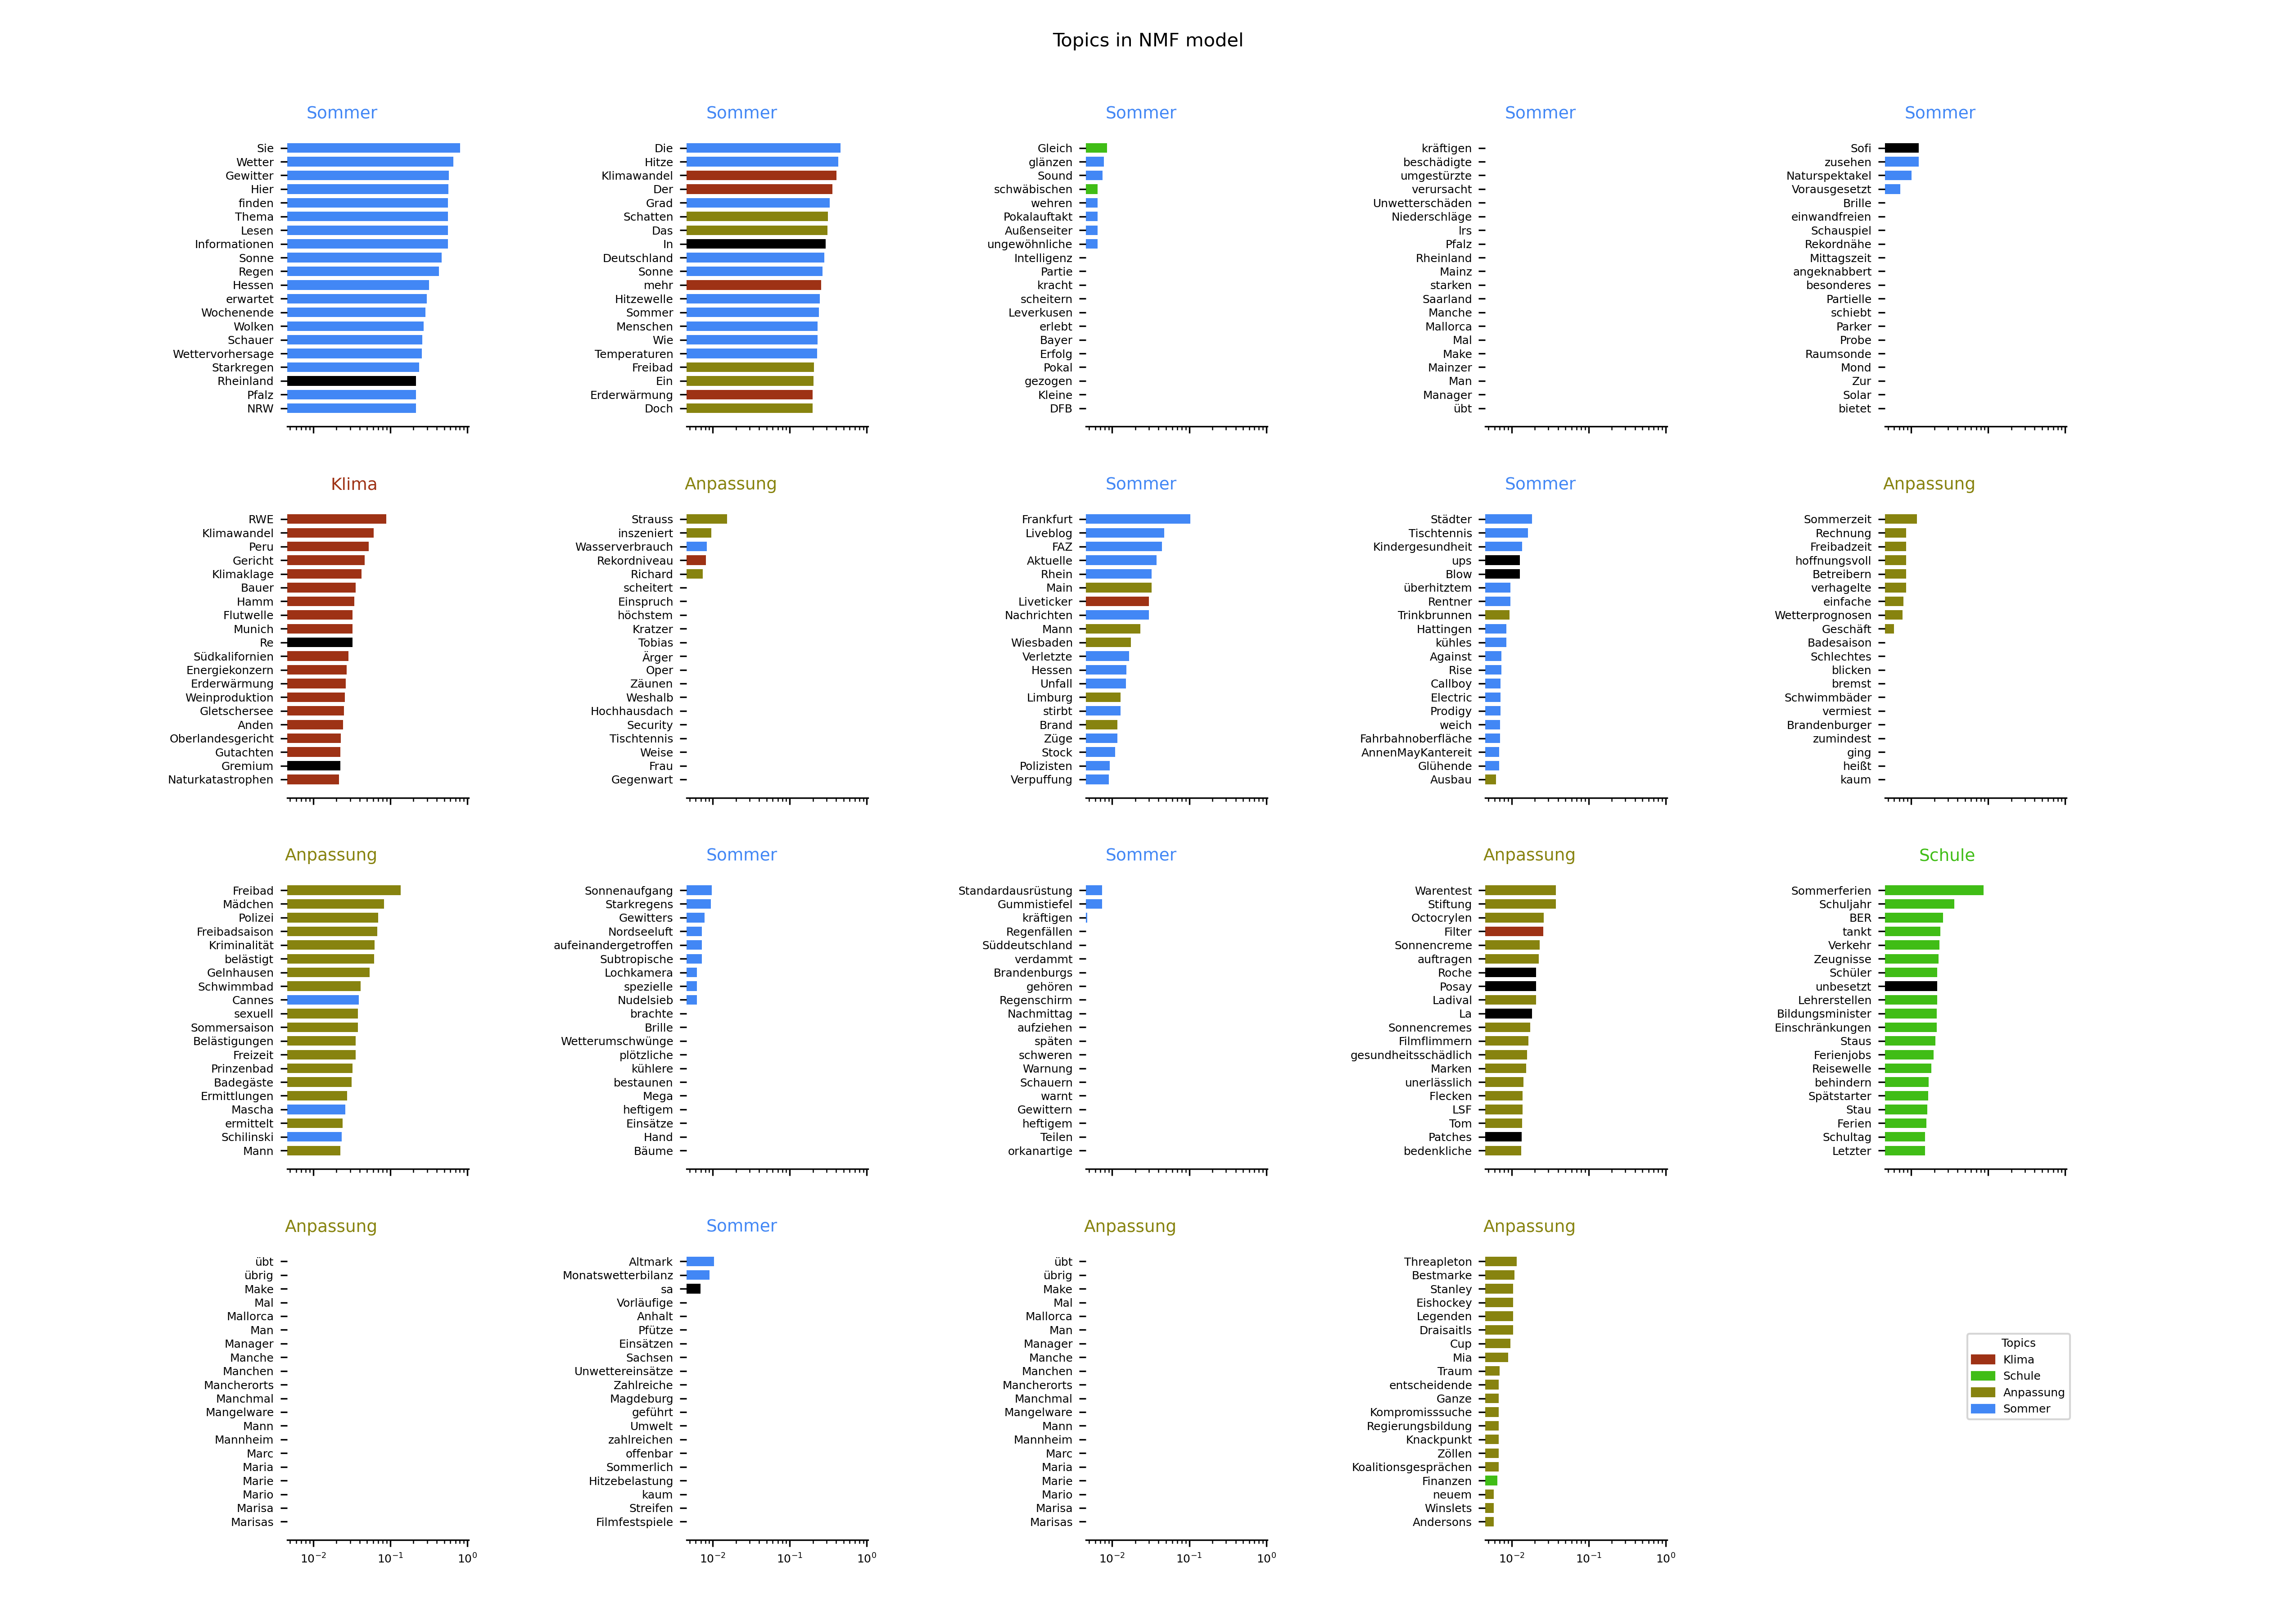 Topics in NMF model
Sommer
Sie
Wetter
Gewitter
Hier
finden
Thema
Lesen
Informationen
Sonne
Regen
Hessen
erwartet
Wochenende
Wolken
Schauer
Wettervorhersage
Starkregen
Rheinland
Pfalz
NRW
Sommer
Die
Hitze
Klimawandel
Der
Grad
Schatten
Das
In
Deutschland
Sonne
mehr
Hitzewelle
Sommer
Menschen
Wie
Temperaturen
Freibad
Ein
Erderwärmung
Doch
Sommer
Gleich
glänzen
Sound
schwäbischen
wehren
Pokalauftakt
Außenseiter
ungewöhnliche
Intelligenz
Partie
kracht
scheitern
Leverkusen
erlebt
Bayer
Erfolg
Pokal
gezogen
Kleine
DFB
Sommer
kräftigen
beschädigte
umgestürzte
verursacht
Unwetterschäden
Niederschläge
Irs
Pfalz
Rheinland
Mainz
starken
Saarland
Manche
Mallorca
Mal
Make
Mainzer
Man
Manager
übt
Sommer
Sofi
zusehen
Naturspektakel
Vorausgesetzt
Brille
einwandfreien
Schauspiel
Rekordnähe
Mittagszeit
angeknabbert
besonderes
Partielle
schiebt
Parker
Probe
Raumsonde
Mond
Zur
Solar
bietet
Klima
RWE
Klimawandel
Peru
Gericht
Klimaklage
Bauer
Hamm
Flutwelle
Munich
Re
Südkalifornien
Energiekonzern
Erderwärmung
Weinproduktion
Gletschersee
Anden
Oberlandesgericht
Gutachten
Gremium
Naturkatastrophen
Anpassung
Strauss
inszeniert
Wasserverbrauch
Rekordniveau
Richard
scheitert
Einspruch
höchstem
Kratzer
Tobias
Ärger
Oper
Zäunen
Weshalb
Hochhausdach
Security
Tischtennis
Weise
Frau
Gegenwart
Sommer
Frankfurt
Liveblog
FAZ
Aktuelle
Rhein
Main
Liveticker
Nachrichten
Mann
Wiesbaden
Verletzte
Hessen
Unfall
Limburg
stirbt
Brand
Züge
Stock
Polizisten
Verpuffung
Sommer
Städter
Tischtennis
Kindergesundheit
ups
Blow
überhitztem
Rentner
Trinkbrunnen
Hattingen
kühles
Against
Rise
Callboy
Electric
Prodigy
weich
Fahrbahnoberfläche
AnnenMayKantereit
Glühende
Ausbau
Anpassung
Sommerzeit
Rechnung
Freibadzeit
hoffnungsvoll
Betreibern
verhagelte
einfache
Wetterprognosen
Geschäft
Badesaison
Schlechtes
blicken
bremst
Schwimmbäder
vermiest
Brandenburger
zumindest
ging
heißt
kaum
Anpassung
Freibad
Mädchen
Polizei
Freibadsaison
Kriminalität
belästigt
Gelnhausen
Schwimmbad
Cannes
sexuell
Sommersaison
Belästigungen
Freizeit
Prinzenbad
Badegäste
Ermittlungen
Mascha
ermittelt
Schilinski
Mann
Sommer
Sonnenaufgang
Starkregens
Gewitters
Nordseeluft
aufeinandergetroffen
Subtropische
Lochkamera
spezielle
Nudelsieb
brachte
Brille
Wetterumschwünge
plötzliche
kühlere
bestaunen
Mega
heftigem
Einsätze
Hand
Bäume
Sommer
Standardausrüstung
Gummistiefel
kräftigen
Regenfällen
Süddeutschland
verdammt
Brandenburgs
gehören
Regenschirm
Nachmittag
aufziehen
späten
schweren
Warnung
Schauern
warnt
Gewittern
heftigem
Teilen
orkanartige
Anpassung
Warentest
Stiftung
Octocrylen
Filter
Sonnencreme
auftragen
Roche
Posay
Ladival
La
Sonnencremes
Filmflimmern
gesundheitsschädlich
Marken
unerlässlich
Flecken
LSF
Tom
Patches
bedenkliche
Schule
Sommerferien
Schuljahr
BER
tankt
Verkehr
Zeugnisse
Schüler
unbesetzt
Lehrerstellen
Bildungsminister
Einschränkungen
Staus
Ferienjobs
Reisewelle
behindern
Spätstarter
Stau
Ferien
Schultag
Letzter
Anpassung
übt
übrig
Make
Mal
Mallorca
Man
Manager
Manche
Manchen
Mancherorts
Manchmal
Mangelware
Mann
Mannheim
Marc
Maria
Marie
Mario
Marisa
Marisas
10⁻² 10⁻¹ 10⁰
Sommer
Altmark
Monatswetterbilanz
sa
Vorläufige
Anhalt
Pfütze
Einsätzen
Sachsen
Unwettereinsätze
Zahlreiche
Magdeburg
geführt
Umwelt
zahlreichen
offenbar
Sommerlich
Hitzebelastung
kaum
Streifen
Filmfestspiele
10⁻² 10⁻¹ 10⁰
Anpassung
übt
übrig
Make
Mal
Mallorca
Man
Manager
Manche
Manchen
Mancherorts
Manchmal
Mangelware
Mann
Mannheim
Marc
Maria
Marie
Mario
Marisa
Marisas
10⁻² 10⁻¹ 10⁰
Anpassung
Threapleton
Bestmarke
Stanley
Eishockey
Legenden
Draisaitls
Cup
Mia
Traum
entscheidende
Ganze
Kompromisssuche
Regierungsbildung
Knackpunkt
Zöllen
Koalitionsgesprächen
Finanzen
neuem
Winslets
Andersons
10⁻² 10⁻¹ 10⁰
Topics
Klima
Schule
Anpassung
Sommer